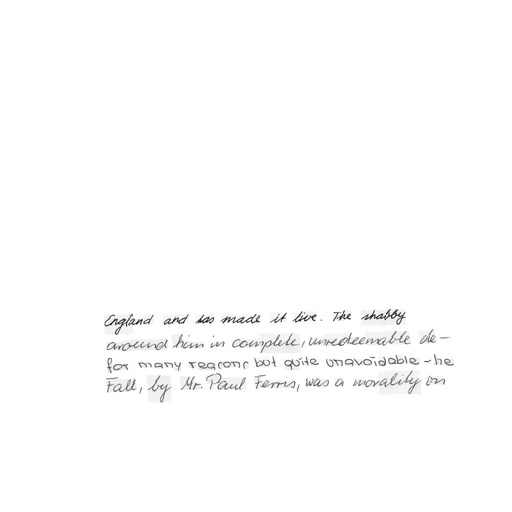 England and has made it live. The shabby
around him in complete, unredeemable de-
for many reasons but quite unavoidable - he
Fall, by Mr. Paul Ferris, was a morality on